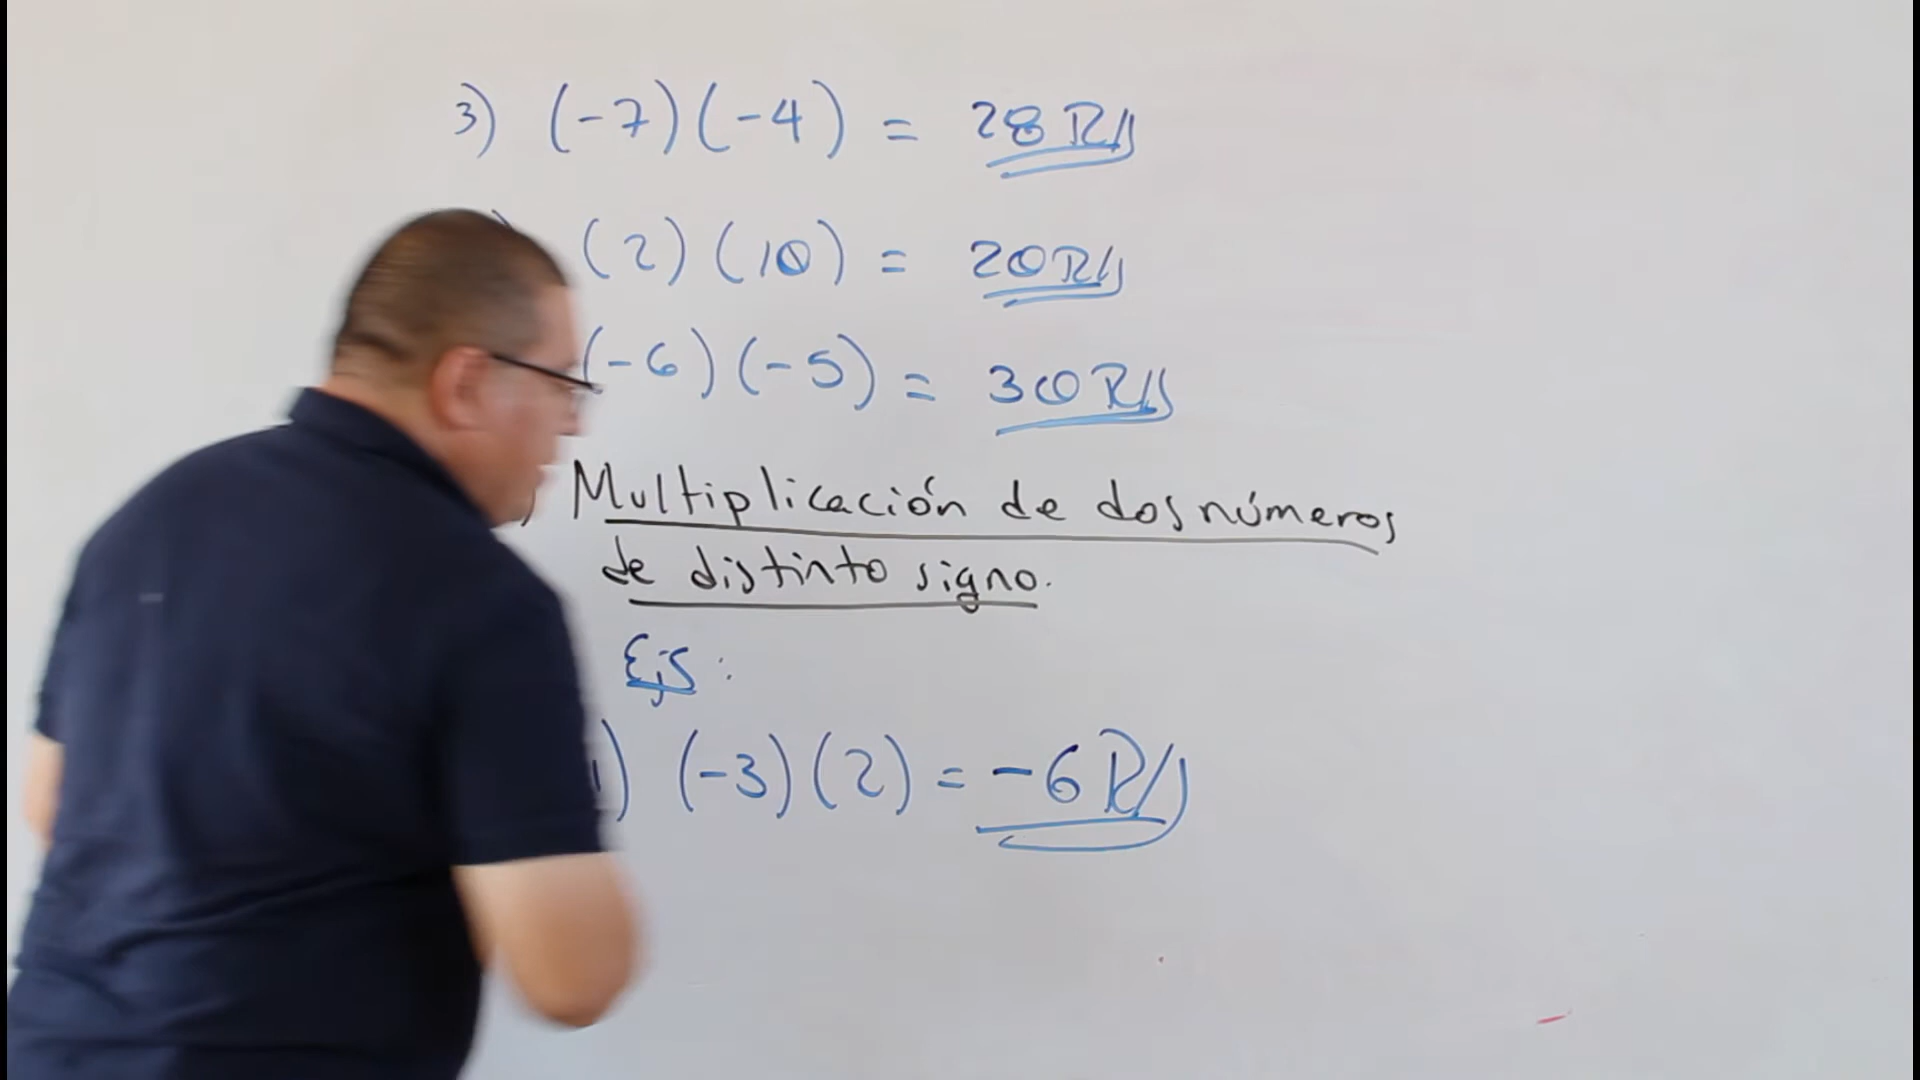 3) (-7)(-4) = 28 R//
(2)(10) = 20 R//
(-6)(-5) = 30 R//
) Multiplicación de dos números
de distinto signo.
Ejs:
1) (-3)(2) = -6 R//